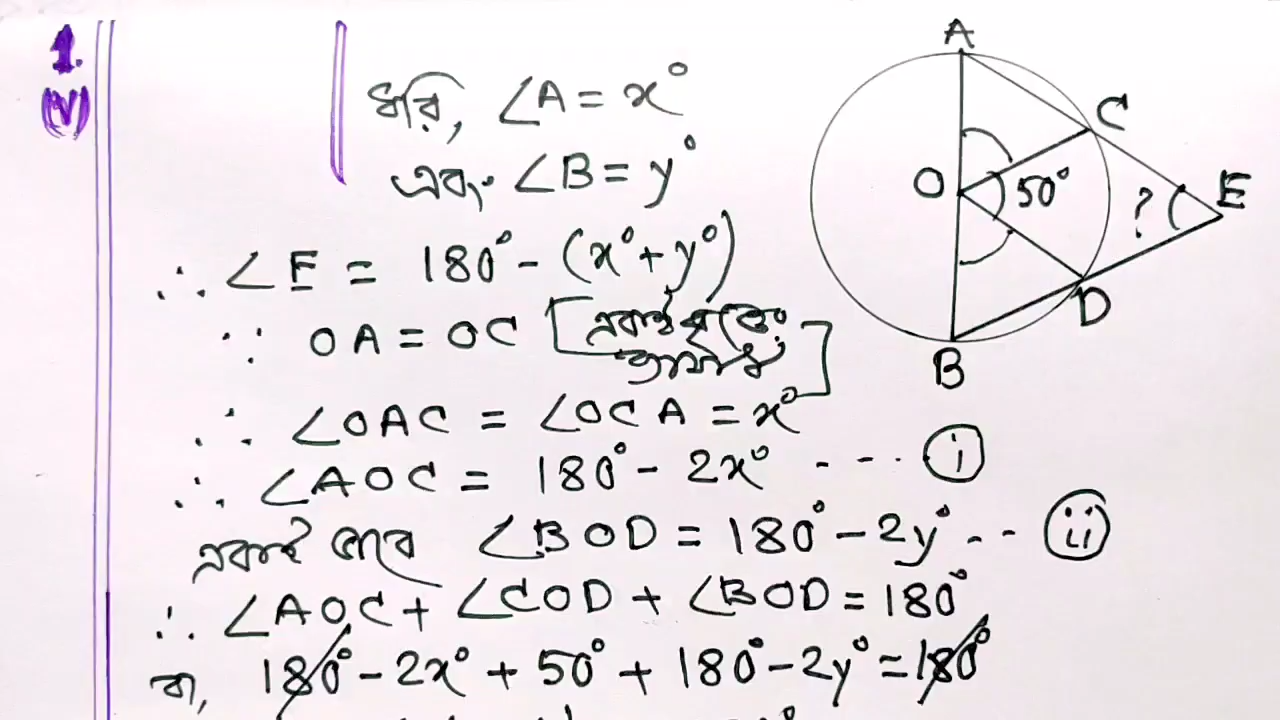 1.
(v)
ধরি, ∠A = x°
এবং ∠B = y°
∴ ∠E = 180° - (x° + y°)
∵ OA = OC [একই বৃত্তের ব্যাসার্ধ]
∴ ∠OAC = ∠OCA = x°
∴ ∠AOC = 180° - 2x° - - - - (i)
একই ভাবে ∠BOD = 180° - 2y° - - (ii)
∴ ∠AOC + ∠COD + ∠BOD = 180°
বা, 180° - 2x° + 50° + 180° - 2y° = 180°
A
C
O 50° ? E
D
B